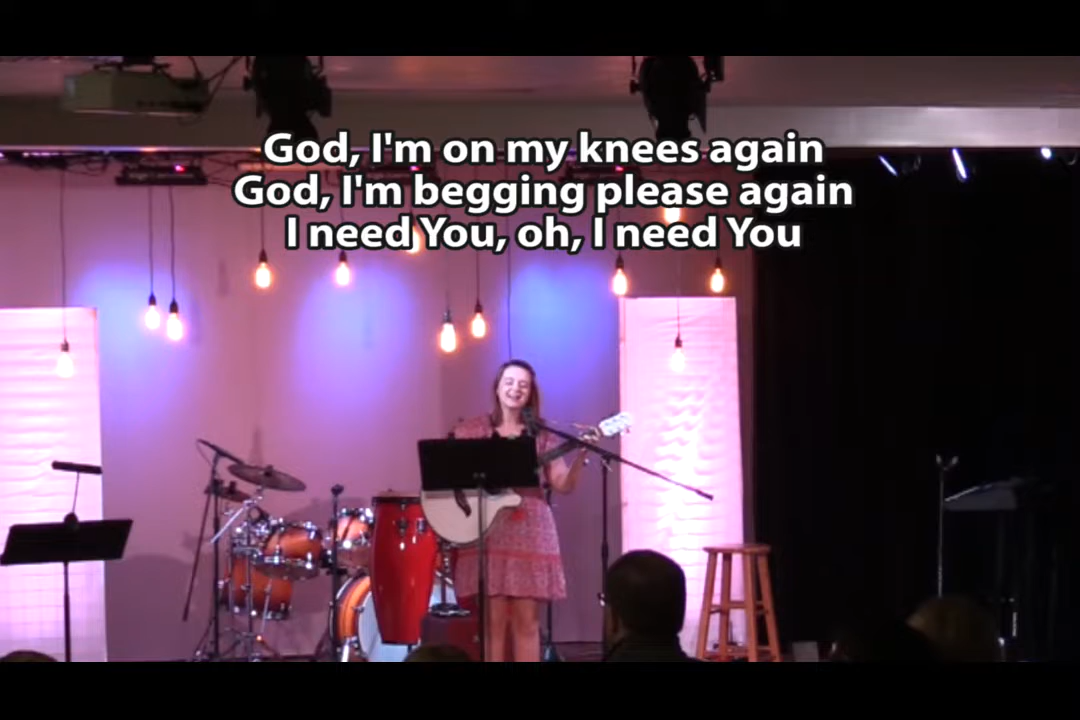 God, I'm on my knees again
God, I'm begging please again
I need You, oh, I need You